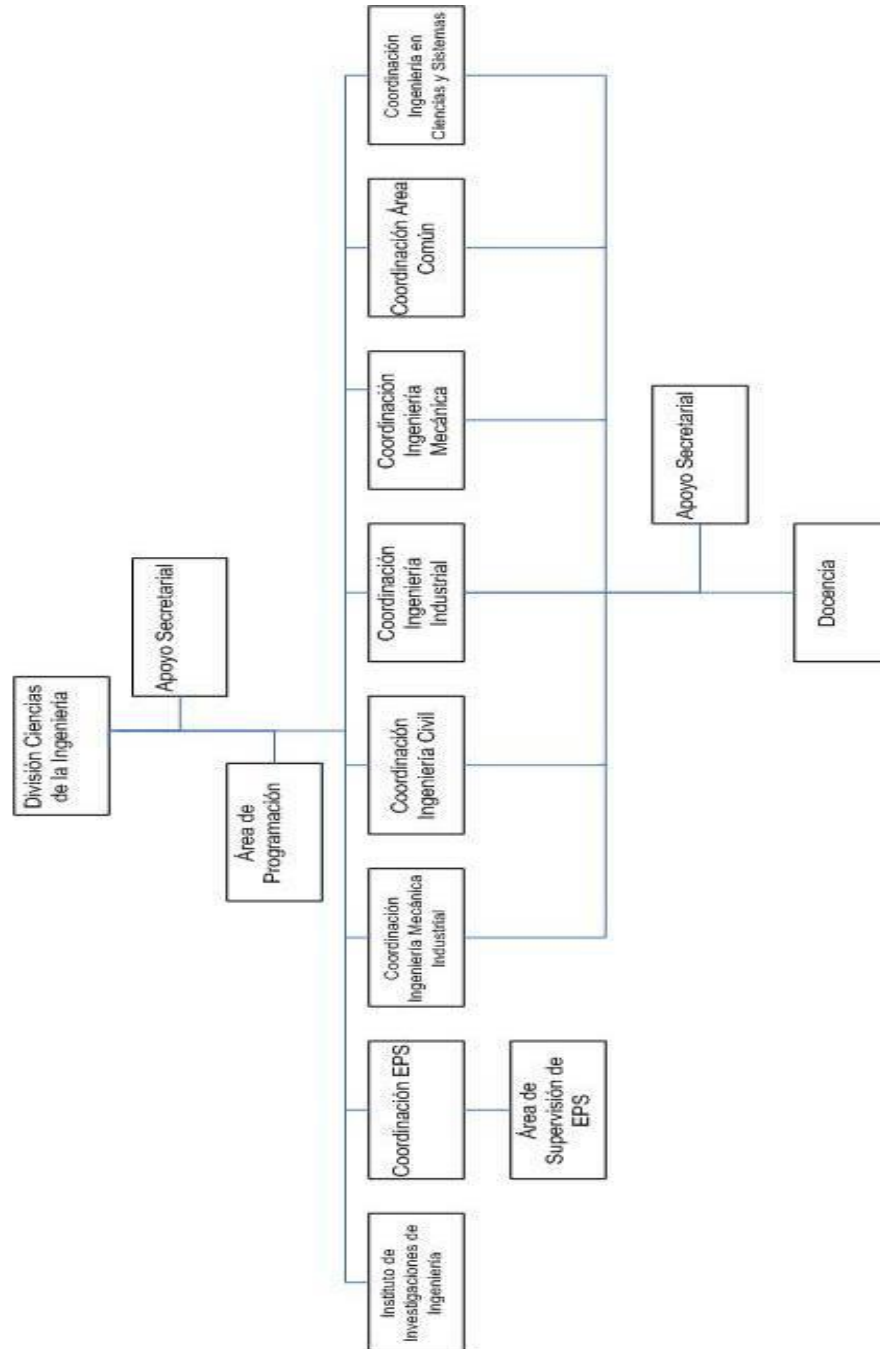 División Ciencias
de la Ingeniería
Apoyo Secretarial
Área de
Programación
Instituto de
Investigaciones de
Ingeniería
Coordinación EPS
Coordinación
Ingeniería Mecánica
Industrial
Coordinación
Ingeniería Civil
Coordinación
Ingeniería
Industrial
Coordinación
Ingeniería
Mecánica
Coordinación Área
Común
Coordinación
Ingeniería en
Ciencias y Sistemas
Área de
Supervisión de
EPS
Apoyo Secretarial
Docencia